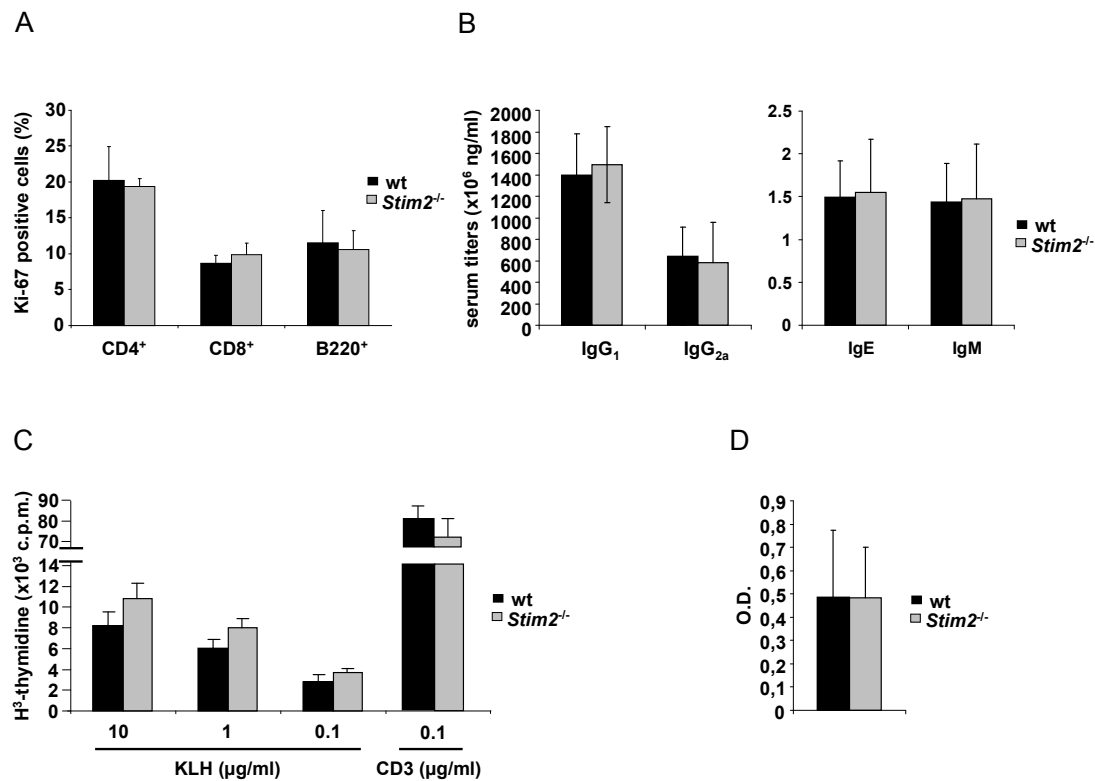 A
Ki-67 positive cells (%)
30
25
20
15
10
5
0
CD4⁺ CD8⁺ B220⁺
wt
Stim2⁻/⁻
B
serum titers (x10⁶ ng/ml)
2000
1800
1600
1400
1200
1000
800
600
400
200
0
IgG₁ IgG₂ₐ
2.5
2
1.5
1
0.5
0
IgE IgM
wt
Stim2⁻/⁻
C
H³-thymidine (x10³ c.p.m.)
90
80
70
14
12
10
8
6
4
2
0
10 1 0.1 0.1
KLH (µg/ml) CD3 (µg/ml)
wt
Stim2⁻/⁻
D
O.D.
0,9
0,8
0,7
0,6
0,5
0,4
0,3
0,2
0,1
0
wt
Stim2⁻/⁻